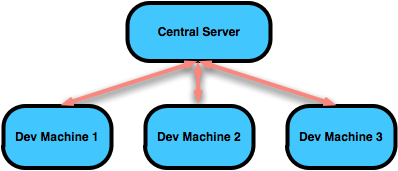 Central Server
Dev Machine 1
Dev Machine 2
Dev Machine 3